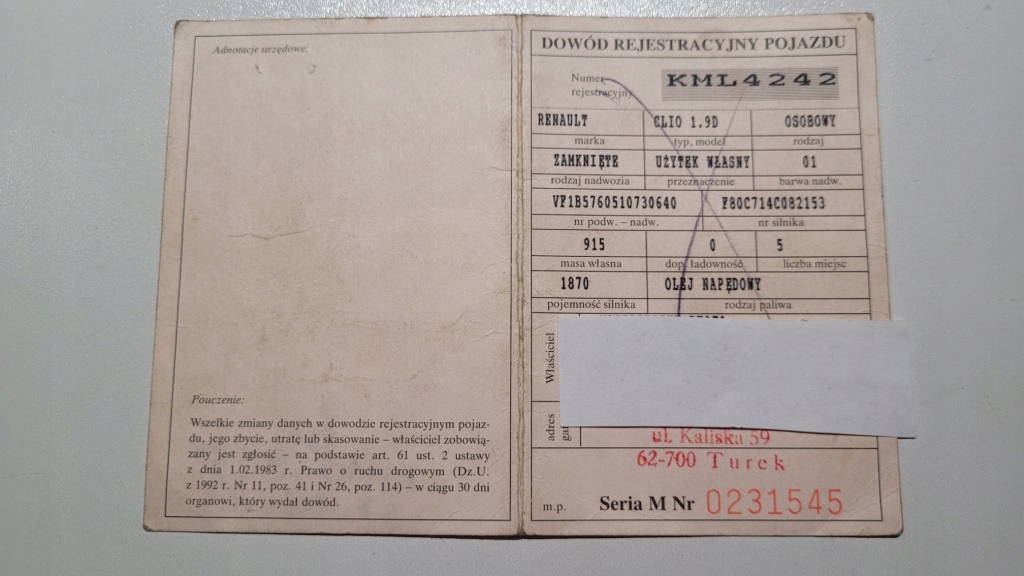 Adnotacje urzędowe:
Pouczenie:
Wszelkie zmiany danych w dowodzie rejestracyjnym pojaz-
du, jego zbycie, utratę lub skasowanie – właściciel zobowią-
zany jest zgłosić – na podstawie art. 61 ust. 2 ustawy
z dnia 1.02.1983 r. Prawo o ruchu drogowym (Dz.U.
z 1992 r. Nr 11, poz. 41 i Nr 26, poz. 114) – w ciągu 30 dni
organowi, który wydał dowód.
DOWÓD REJESTRACYJNY POJAZDU
Numer
rejestracyjny
KML4242
RENAULT CLIO 1.9D OSOBOWY
marka typ, model rodzaj
ZAMKNIĘTE UŻYTEK WŁASNY 01
rodzaj nadwozia przeznaczenie barwa nadw.
VF1B5760510730640 F80C714C082153
nr podw. – nadw. nr silnika
915 0 5
masa własna dop. ładowność liczba miejsc
1870 OLEJ NAPĘDOWY
pojemność silnika rodzaj paliwa
Właściciel
adres
ul. Kaliska 59
62-700 Turek
m.p. Seria M Nr 0231545